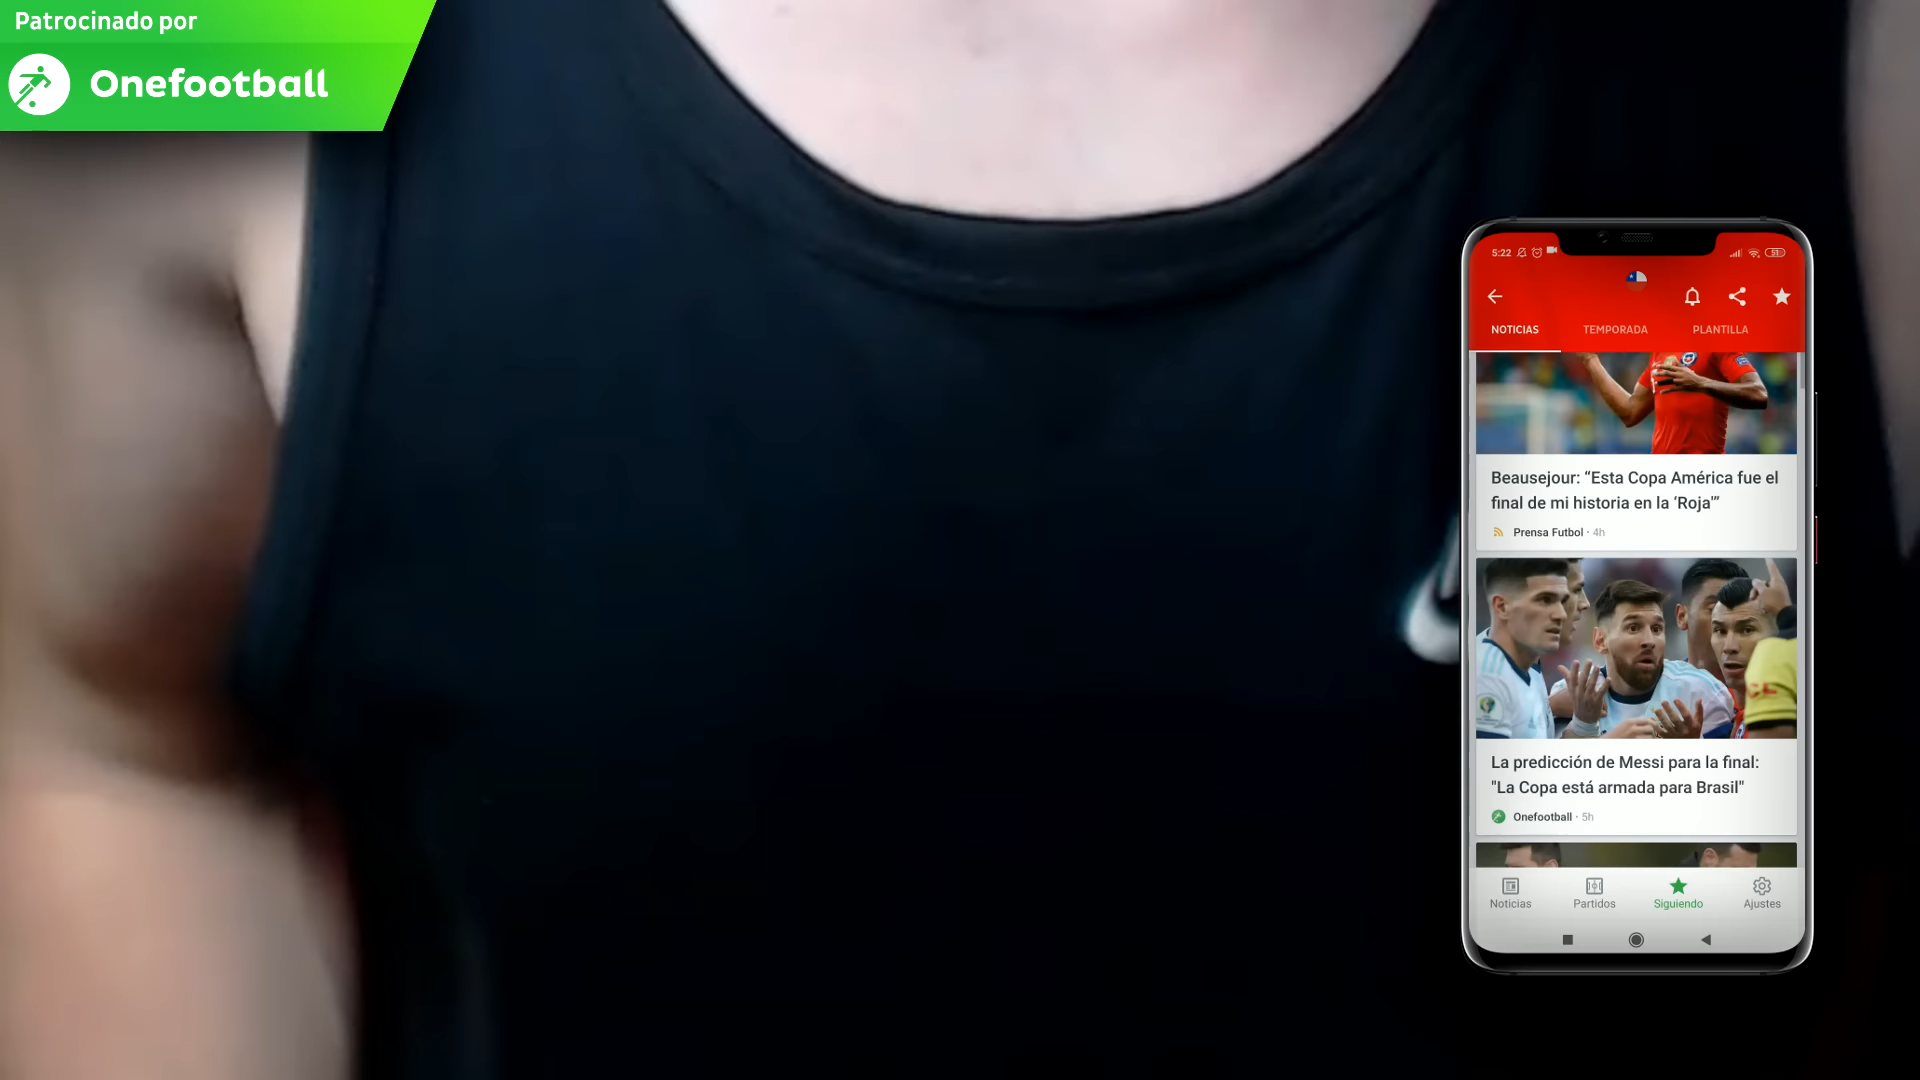 Patrocinado por
Onefootball
5:22
51
NOTICIAS TEMPORADA PLANTILLA
Beausejour: “Esta Copa América fue el
final de mi historia en la ‘Roja’”
Prensa Futbol · 4h
La predicción de Messi para la final:
"La Copa está armada para Brasil"
Onefootball · 5h
Noticias Partidos Siguiendo Ajustes